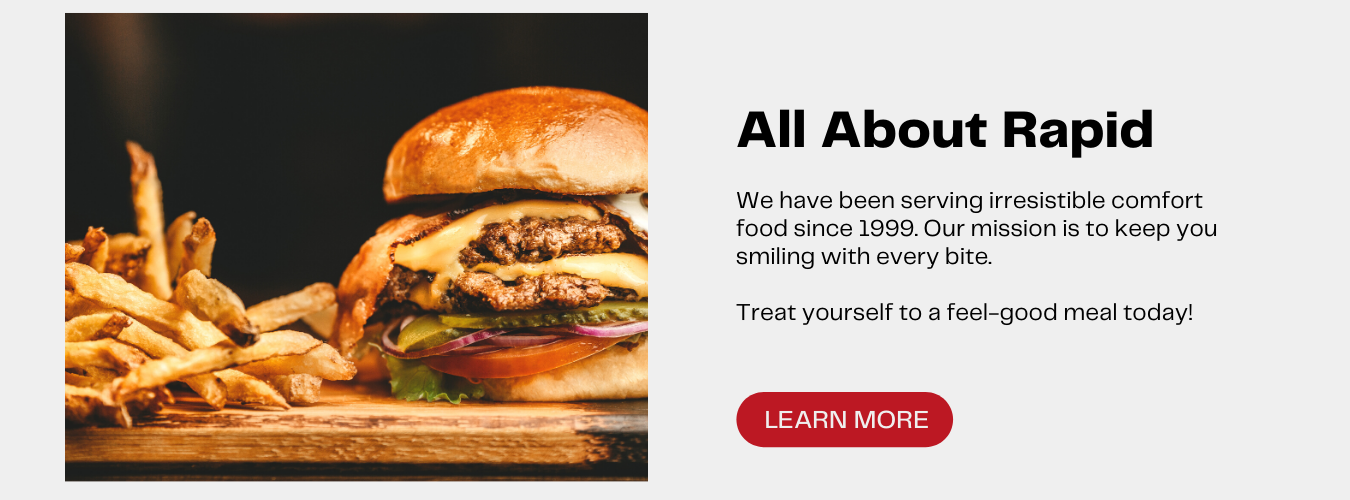 All About Rapid
We have been serving irresistible comfort
food since 1999. Our mission is to keep you
smiling with every bite.
Treat yourself to a feel-good meal today!
LEARN MORE